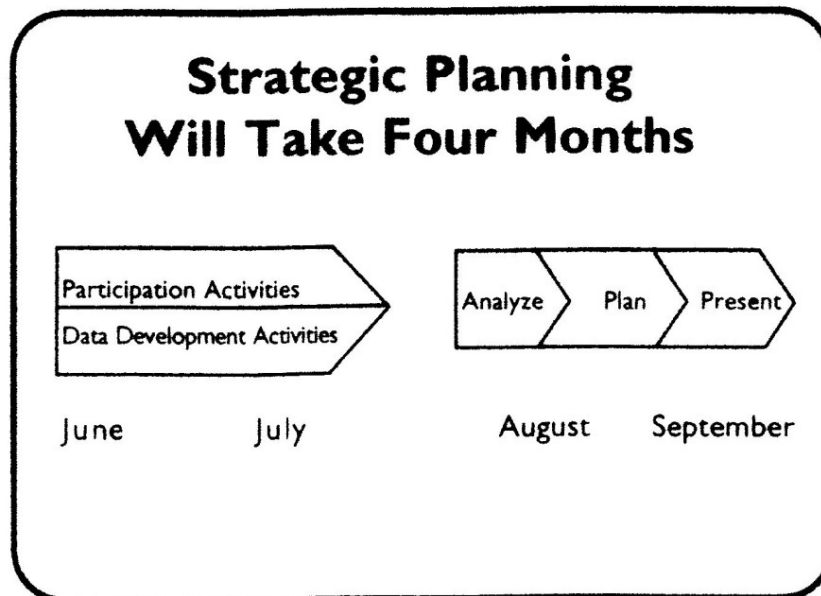 Strategic Planning
Will Take Four Months
Participation Activities
Data Development Activities
Analyze
Plan
Present
June
July
August
September